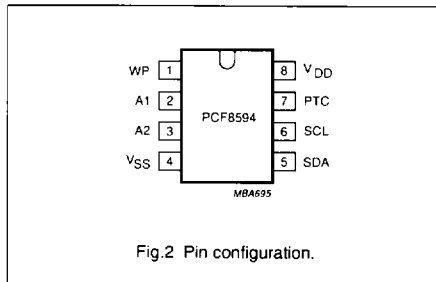 WP 1 8 VDD
A1 2 7 PTC
PCF8594
A2 3 6 SCL
VSS 4 5 SDA
MBA695
Fig.2 Pin configuration.